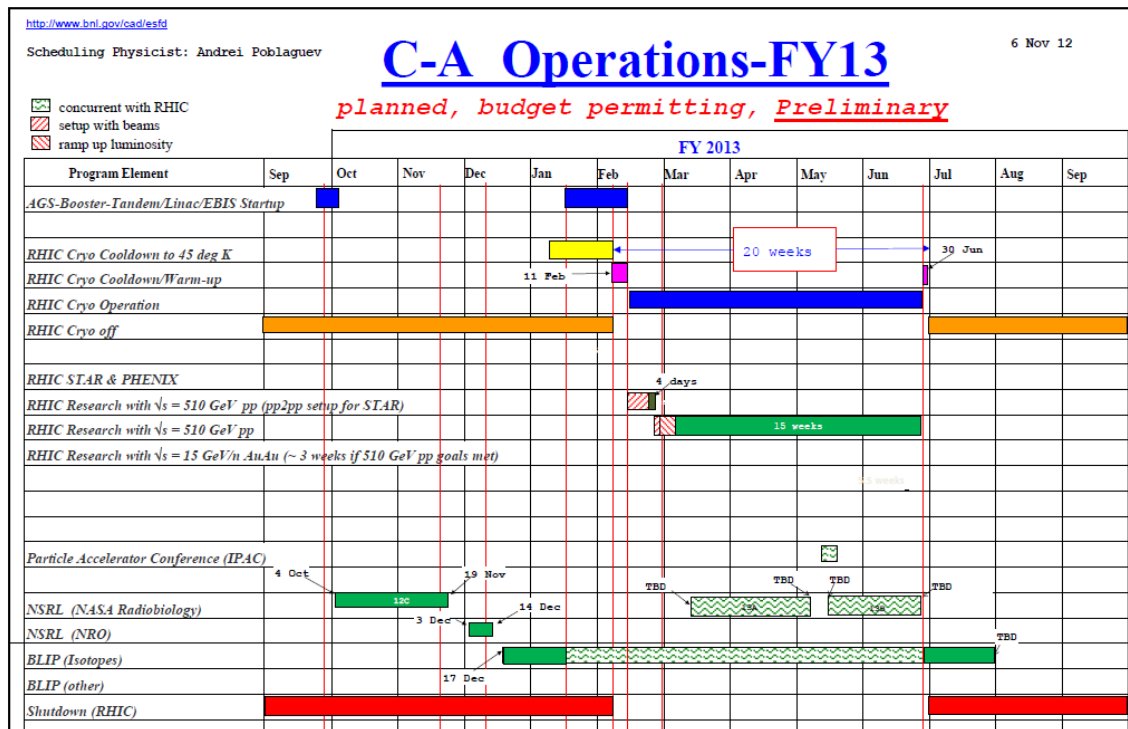 http://www.bnl.gov/cad/esfd
Scheduling Physicist: Andrei Poblaguev
C-A Operations-FY13
6 Nov 12
planned, budget permitting, Preliminary
concurrent with RHIC
setup with beams
ramp up luminosity
FY 2013
Program Element Sep Oct Nov Dec Jan Feb Mar Apr May Jun Jul Aug Sep
AGS-Booster-Tandem/Linac/EBIS Startup
RHIC Cryo Cooldown to 45 deg K
20 weeks
30 Jun
RHIC Cryo Cooldown/Warm-up
11 Feb
RHIC Cryo Operation
RHIC Cryo off
RHIC STAR & PHENIX
4 days
RHIC Research with √s = 510 GeV pp (pp2pp setup for STAR)
RHIC Research with √s = 510 GeV pp
15 weeks
RHIC Research with √s = 15 GeV/n AuAu (~ 3 weeks if 510 GeV pp goals met)
weeks
Particle Accelerator Conference (IPAC)
4 Oct 19 Nov TBD TBD TBD TBD
NSRL (NASA Radiobiology)
12C 13A 13B
3 Dec 14 Dec
NSRL (NRO)
TBD
BLIP (Isotopes)
17 Dec
BLIP (other)
Shutdown (RHIC)